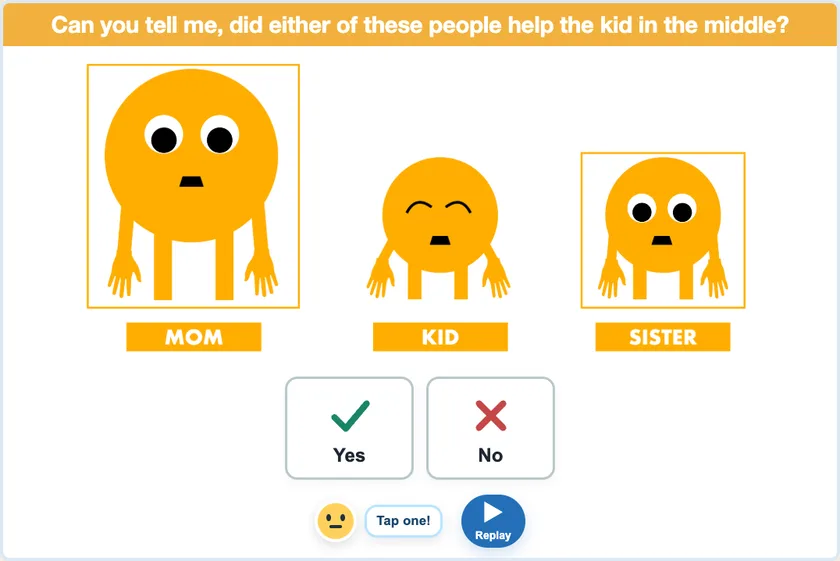 Can you tell me, did either of these people help the kid in the middle?
MOM
KID
SISTER
Yes
No
Tap one!
Replay